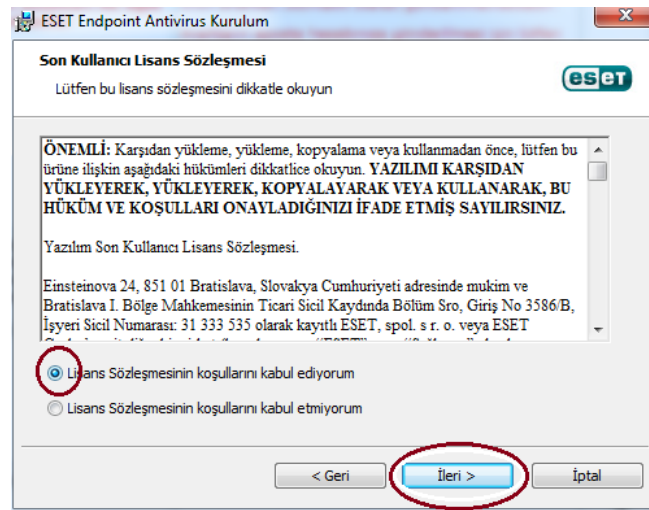 ESET Endpoint Antivirus Kurulum
Son Kullanıcı Lisans Sözleşmesi
Lütfen bu lisans sözleşmesini dikkatle okuyun
eseT
ÖNEMLİ: Karşıdan yükleme, yükleme, kopyalama veya kullanmadan önce, lütfen bu
ürüne ilişkin aşağıdaki hükümleri dikkatlice okuyun. YAZILIMI KARŞIDAN
YÜKLEYEREK, YÜKLEYEREK, KOPYALAYARAK VEYA KULLANARAK, BU
HÜKÜM VE KOŞULLARI ONAYLADIĞINIZI İFADE ETMİŞ SAYILIRSINIZ.
Yazılım Son Kullanıcı Lisans Sözleşmesi.
Einsteinova 24, 851 01 Bratislava, Slovakya Cumhuriyeti adresinde mukim ve
Bratislava I. Bölge Mahkemesinin Ticari Sicil Kaydında Bölüm Sro, Giriş No 3586/B,
İşyeri Sicil Numarası: 31 333 535 olarak kayıtlı ESET, spol. s r. o. veya ESET
Lisans Sözleşmesinin koşullarını kabul ediyorum
Lisans Sözleşmesinin koşullarını kabul etmiyorum
< Geri
İleri >
İptal